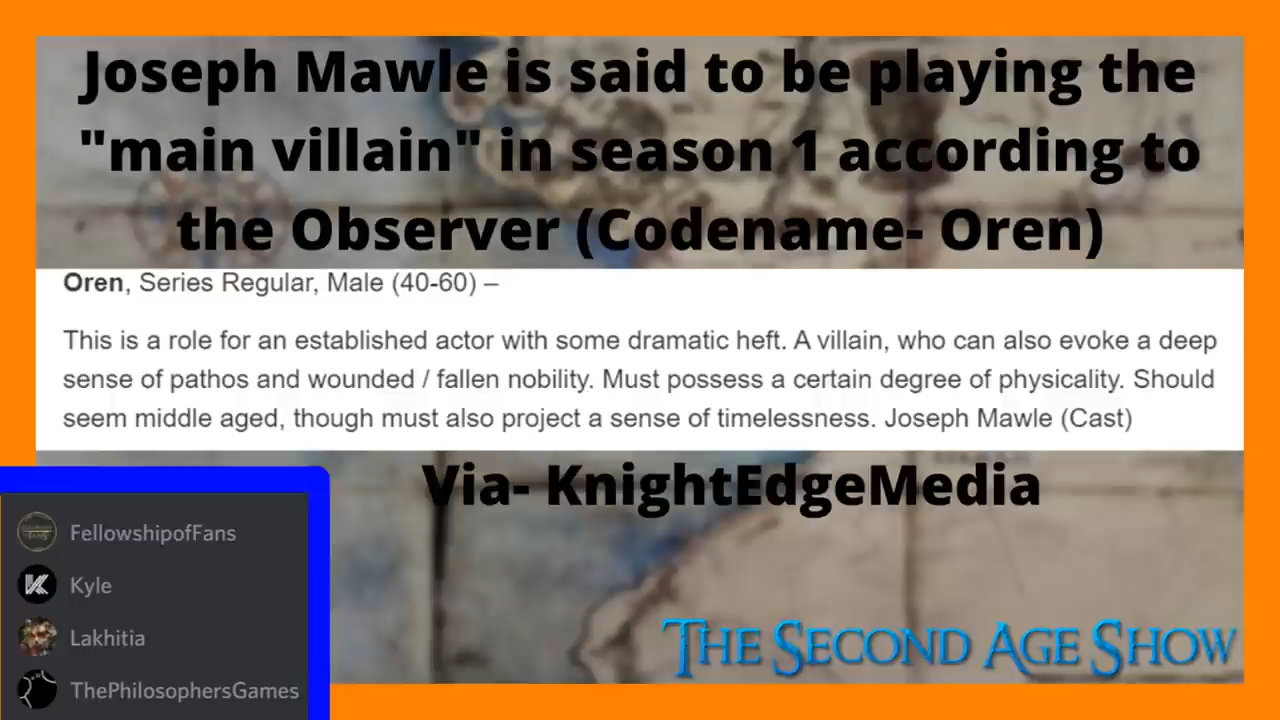 Joseph Mawle is said to be playing the
"main villain" in season 1 according to
the Observer (Codename- Oren)
Oren, Series Regular, Male (40-60) –
This is a role for an established actor with some dramatic heft. A villain, who can also evoke a deep
sense of pathos and wounded / fallen nobility. Must possess a certain degree of physicality. Should
seem middle aged, though must also project a sense of timelessness. Joseph Mawle (Cast)
Via- KnightEdgeMedia
FellowshipofFans
Kyle
Lakhitia
ThePhilosophersGames
The Second Age Show